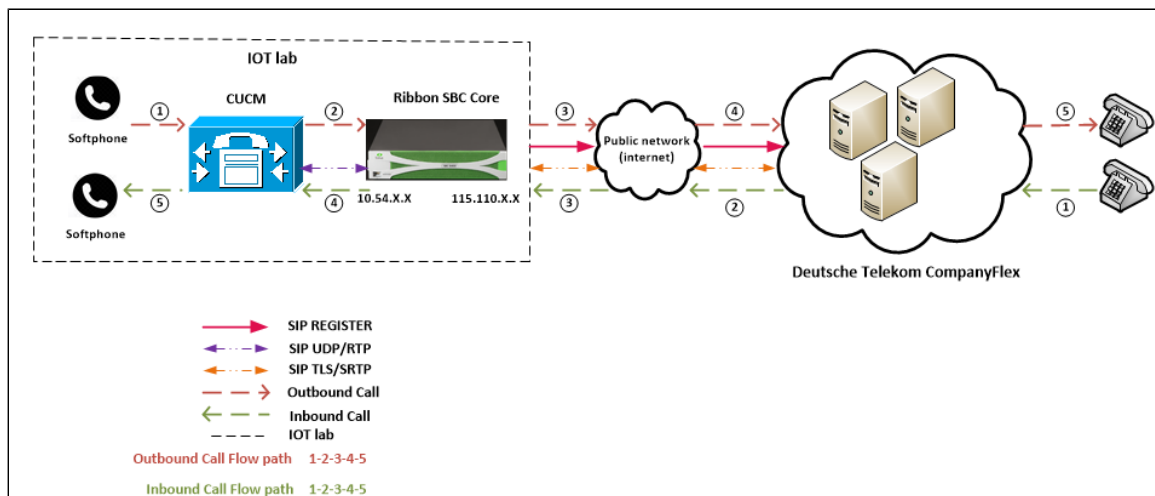 IOT lab
CUCM
Ribbon SBC Core
1
2
3
4
5
Softphone
Public network
(internet)
5
4
3
2
1
10.54.X.X
115.110.X.X
Softphone
Deutsche Telekom CompanyFlex
SIP REGISTER
SIP UDP/RTP
SIP TLS/SRTP
Outbound Call
Inbound Call
IOT lab
Outbound Call Flow path 1-2-3-4-5
Inbound Call Flow path 1-2-3-4-5